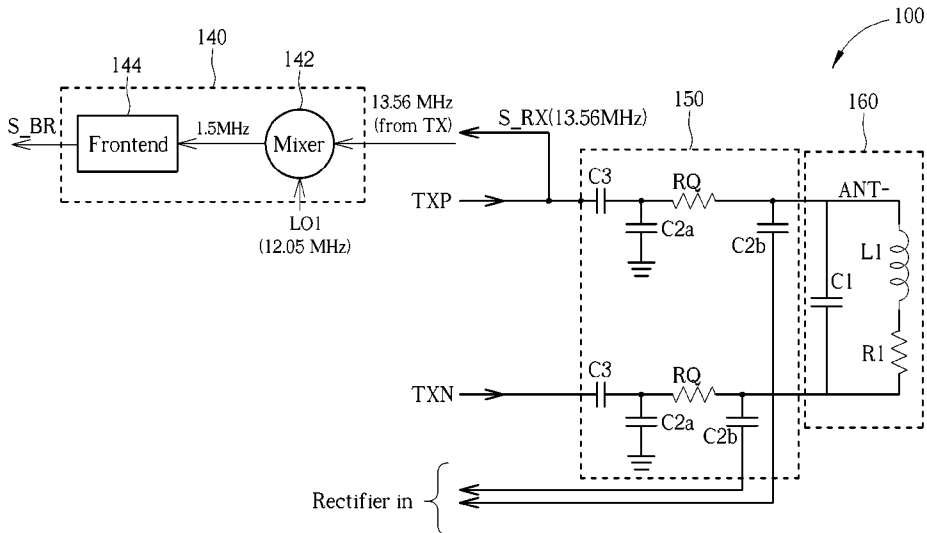 100
140
144
142
150
160
S_BR
Frontend
1.5MHz
Mixer
13.56 MHz
(from TX)
S_RX(13.56MHz)
LO1
(12.05 MHz)
TXP
C3
RQ
C2a
C2b
ANT-
C1
L1
R1
TXN
C3
RQ
C2a
C2b
Rectifier in